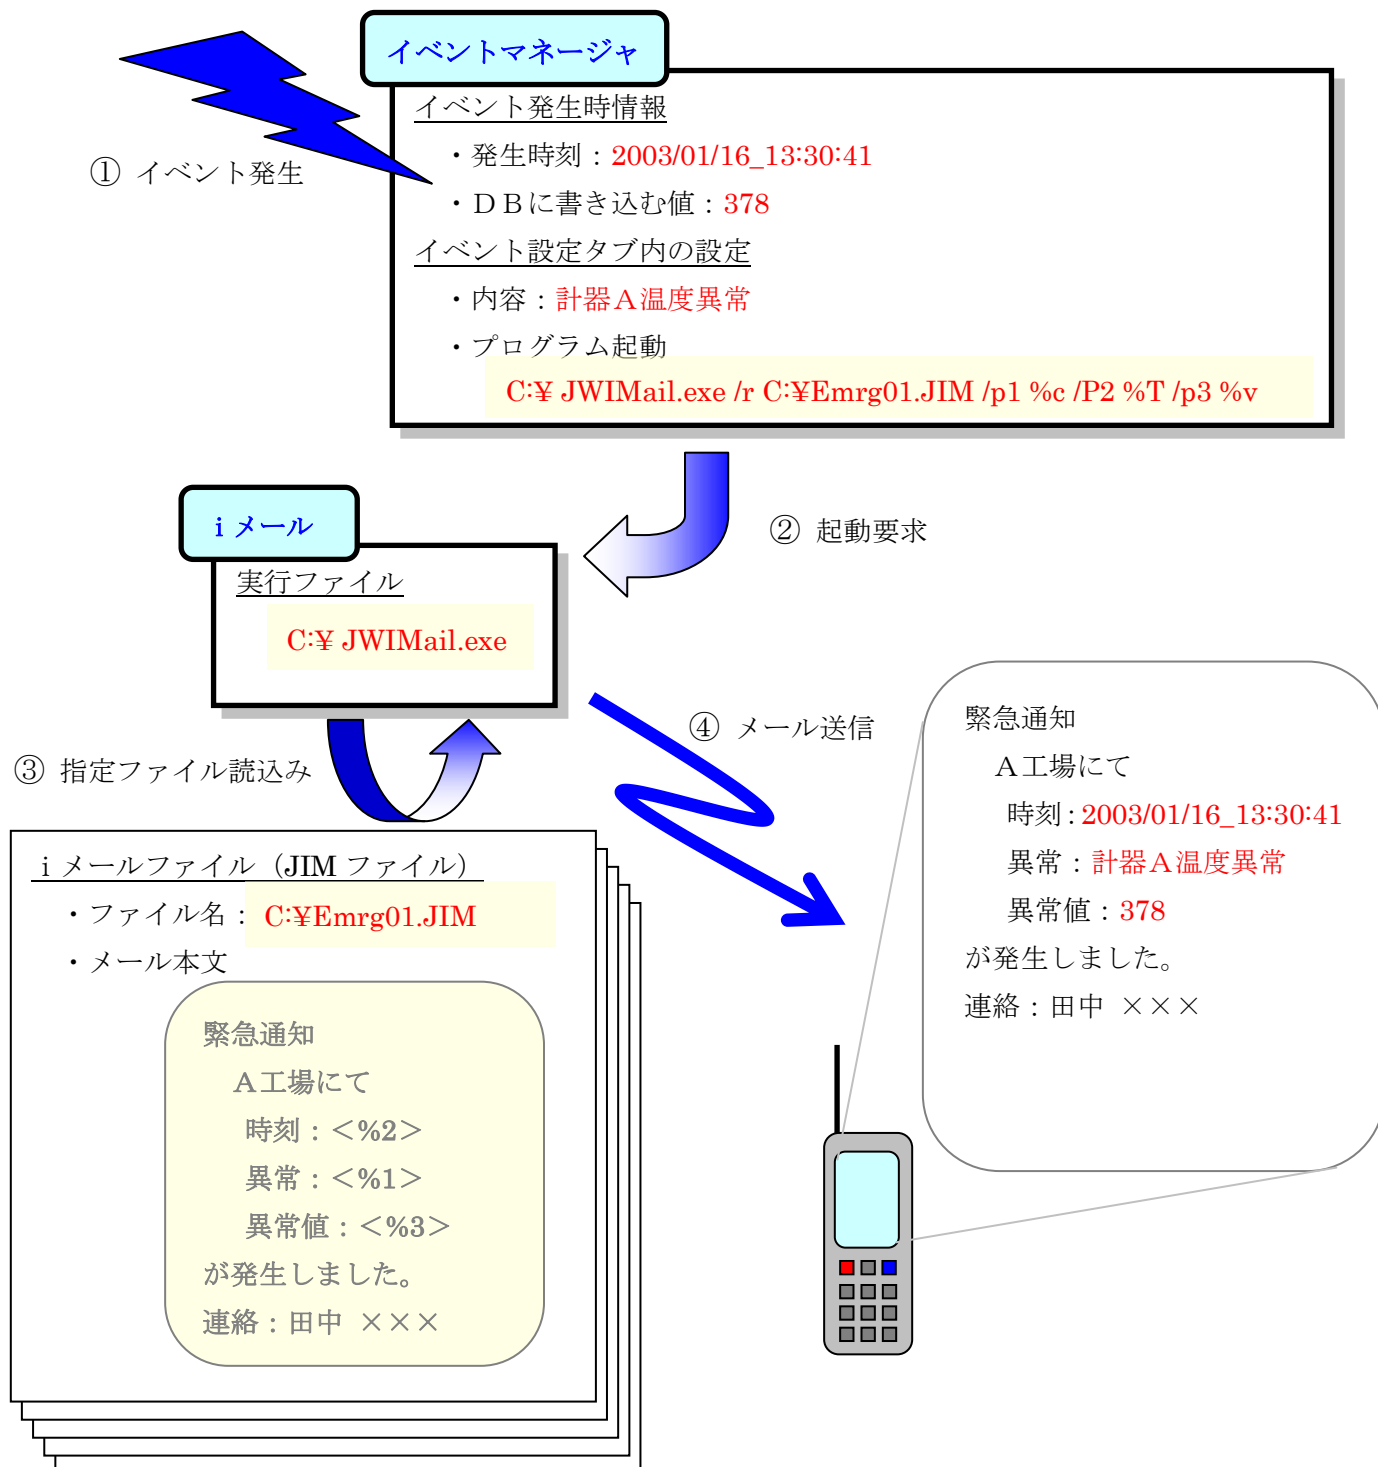 イベントマネージャ
イベント発生時情報
・発生時刻：2003/01/16_13:30:41
① イベント発生
・ＤＢに書き込む値：378
イベント設定タブ内の設定
・内容：計器Ａ温度異常
・プログラム起動
C:¥ JWIMail.exe /r C:¥Emrg01.JIM /p1 %c /P2 %T /p3 %v
② 起動要求
ｉメール
実行ファイル
C:¥ JWIMail.exe
③ 指定ファイル読込み
④ メール送信
ｉメールファイル（JIM ファイル）
・ファイル名：C:¥Emrg01.JIM
・メール本文
緊急通知
Ａ工場にて
時刻：＜%2＞
異常：＜%1＞
異常値：＜%3＞
が発生しました。
連絡：田中 ×××
緊急通知
Ａ工場にて
時刻：2003/01/16_13:30:41
異常：計器Ａ温度異常
異常値：378
が発生しました。
連絡：田中 ×××